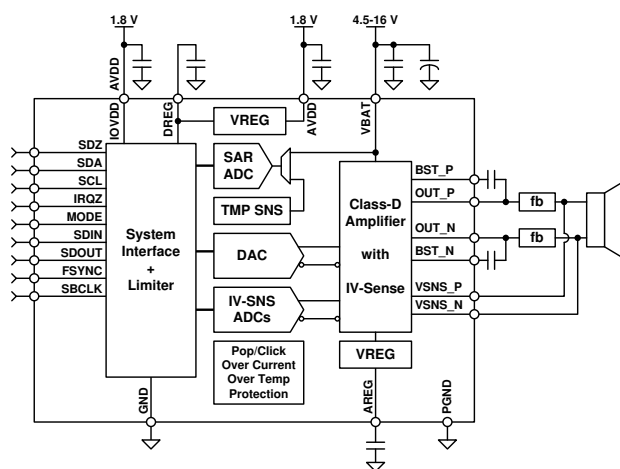 1.8 V
1.8 V
4.5-16 V
AVDD
IOVDD
DREG
VREG
AVDD
VBAT
SDZ
SDA
SCL
IRQZ
MODE
SDIN
SDOUT
FSYNC
SBCLK
System
Interface
+
Limiter
SAR
ADC
TMP SNS
DAC
IV-SNS
ADCs
Pop/Click
Over Current
Over Temp
Protection
Class-D
Amplifier
with
IV-Sense
VREG
BST_P
OUT_P
OUT_N
BST_N
VSNS_P
VSNS_N
fb
fb
GND
AREG
PGND